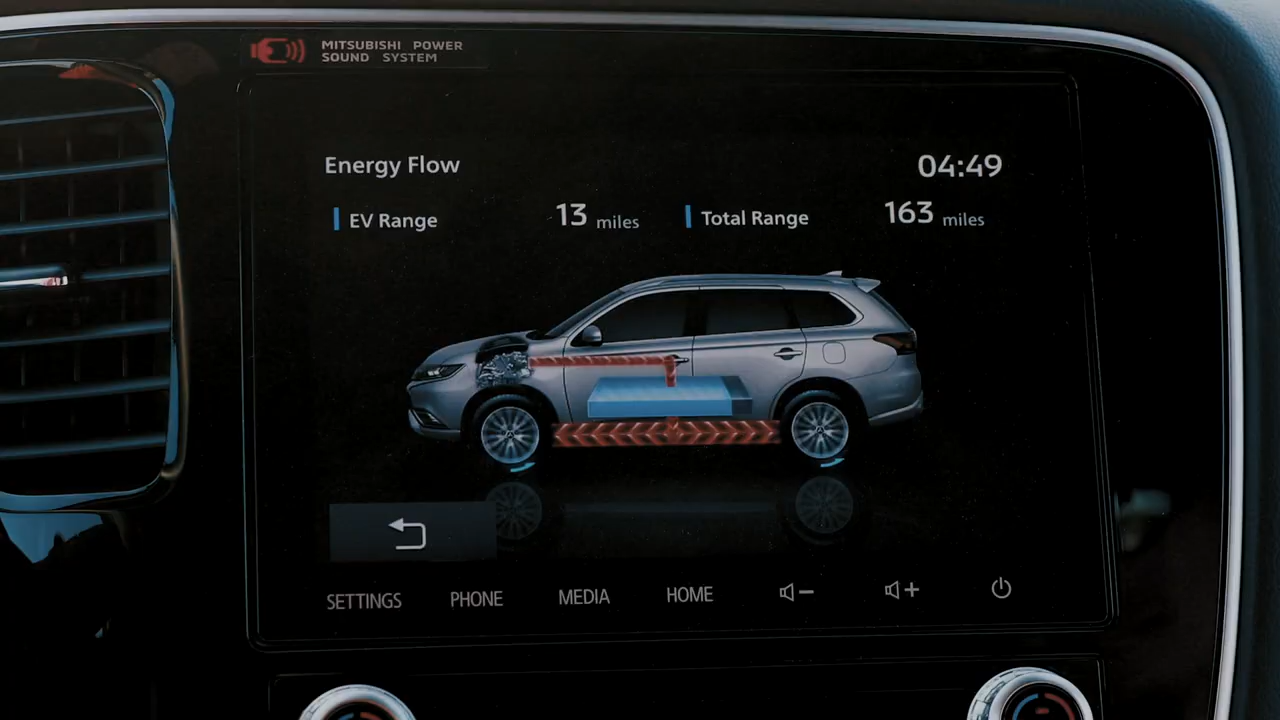 MITSUBISHI POWER
SOUND SYSTEM
Energy Flow
04:49
EV Range 13 miles Total Range 163 miles
SETTINGS PHONE MEDIA HOME